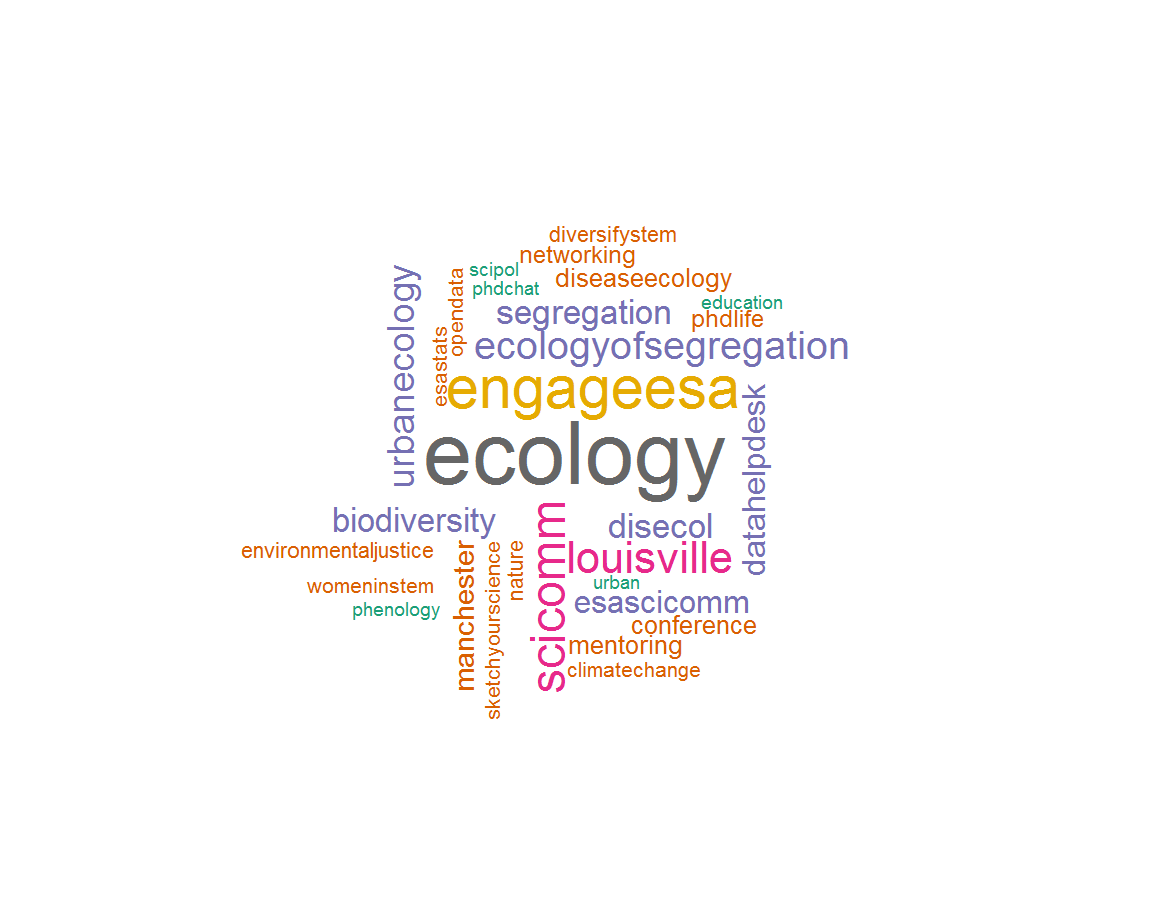 diversifystem
networking
scipol
diseaseecology
phdchat
urbanecology
opendata
education
segregation
phdlife
esastats
ecologyofsegregation
engageesa
ecology
datahelpdesk
biodiversity
disecol
environmentaljustice
louisville
scicomm
womeninstem
urban
phenology
manchester
sketchyourscience
nature
esascicomm
conference
mentoring
climatechange